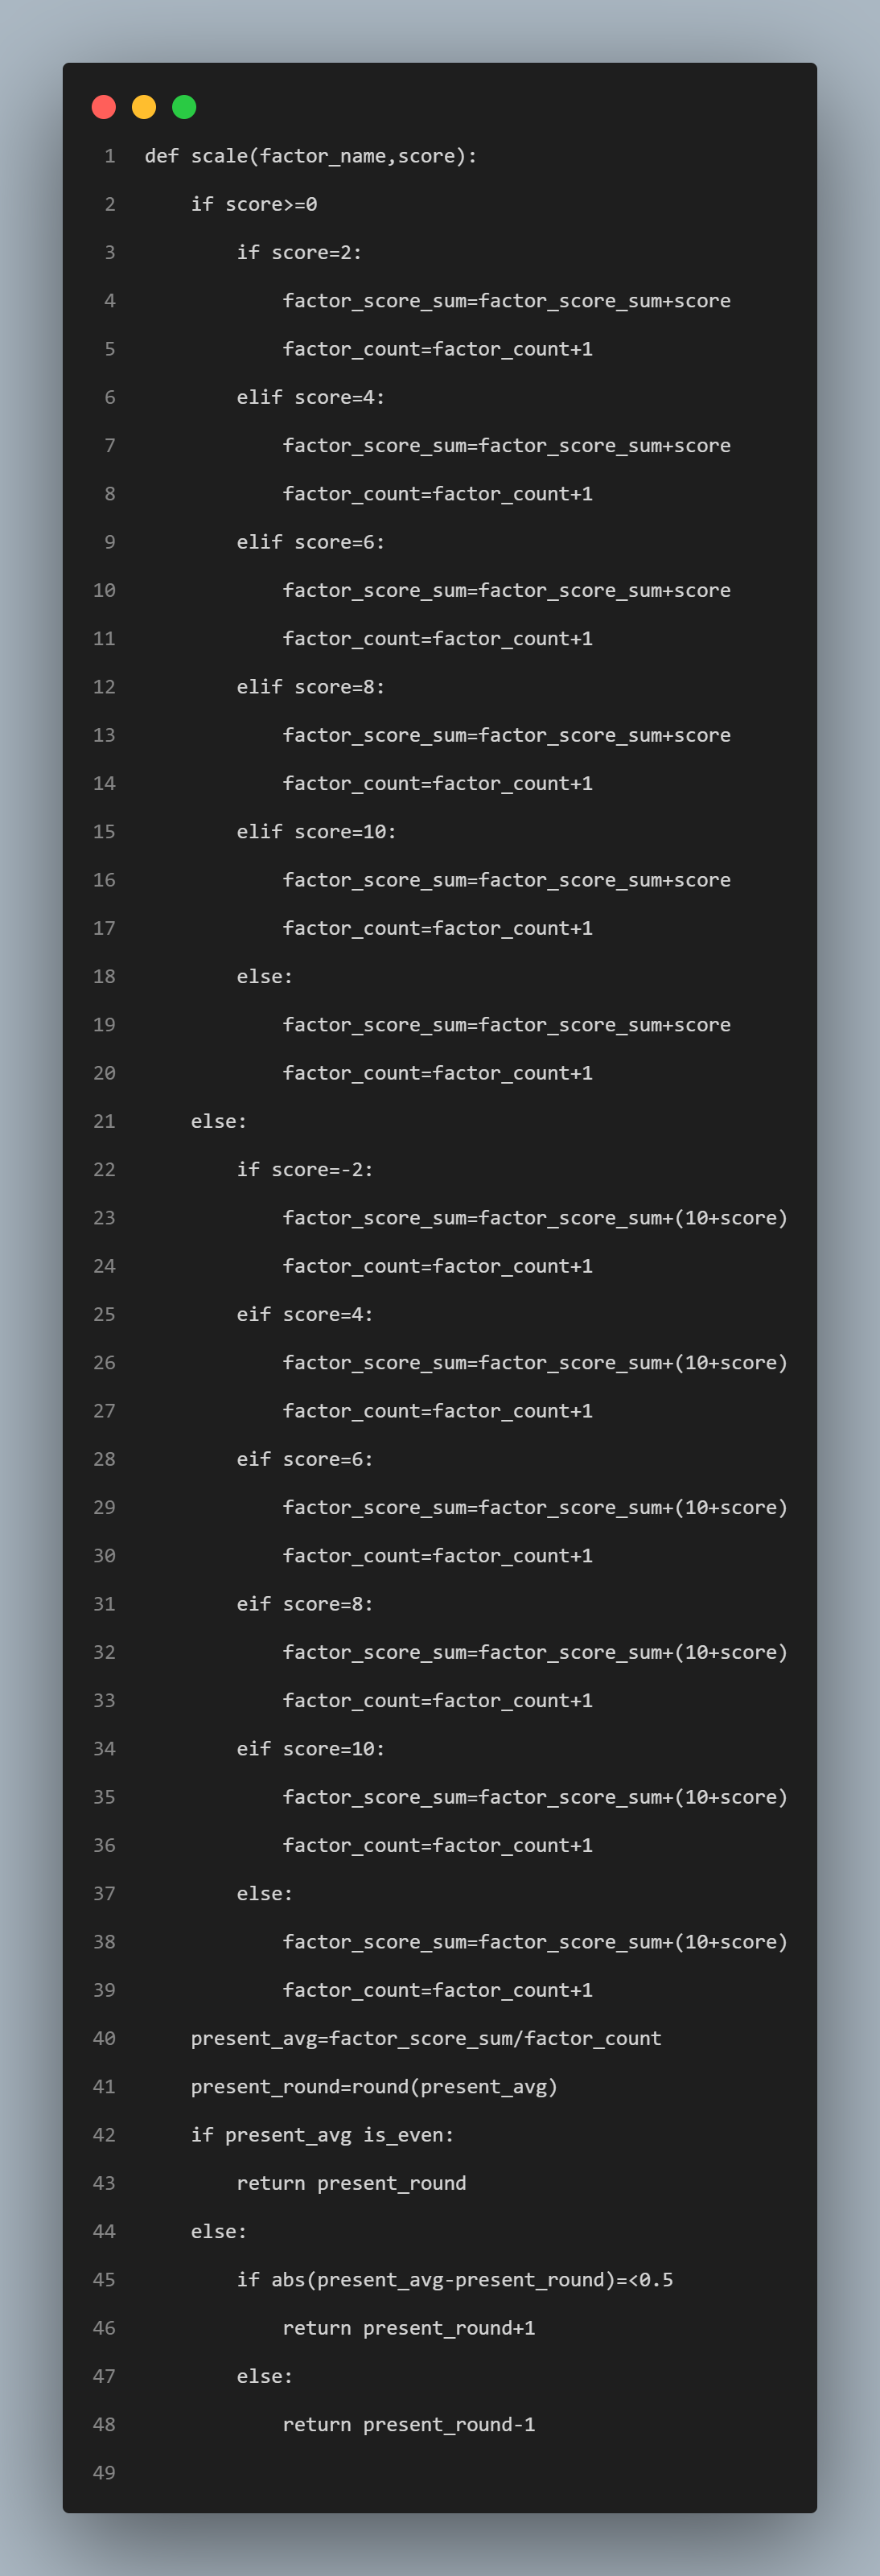 1 def scale(factor_name,score):
2     if score>=0
3         if score=2:
4             factor_score_sum=factor_score_sum+score
5             factor_count=factor_count+1
6         elif score=4:
7             factor_score_sum=factor_score_sum+score
8             factor_count=factor_count+1
9         elif score=6:
10             factor_score_sum=factor_score_sum+score
11             factor_count=factor_count+1
12         elif score=8:
13             factor_score_sum=factor_score_sum+score
14             factor_count=factor_count+1
15         elif score=10:
16             factor_score_sum=factor_score_sum+score
17             factor_count=factor_count+1
18         else:
19             factor_score_sum=factor_score_sum+score
20             factor_count=factor_count+1
21     else:
22         if score=-2:
23             factor_score_sum=factor_score_sum+(10+score)
24             factor_count=factor_count+1
25         eif score=4:
26             factor_score_sum=factor_score_sum+(10+score)
27             factor_count=factor_count+1
28         eif score=6:
29             factor_score_sum=factor_score_sum+(10+score)
30             factor_count=factor_count+1
31         eif score=8:
32             factor_score_sum=factor_score_sum+(10+score)
33             factor_count=factor_count+1
34         eif score=10:
35             factor_score_sum=factor_score_sum+(10+score)
36             factor_count=factor_count+1
37         else:
38             factor_score_sum=factor_score_sum+(10+score)
39             factor_count=factor_count+1
40     present_avg=factor_score_sum/factor_count
41     present_round=round(present_avg)
42     if present_avg is_even:
43         return present_round
44     else:
45         if abs(present_avg-present_round)=<0.5
46             return present_round+1
47         else:
48             return present_round-1
49